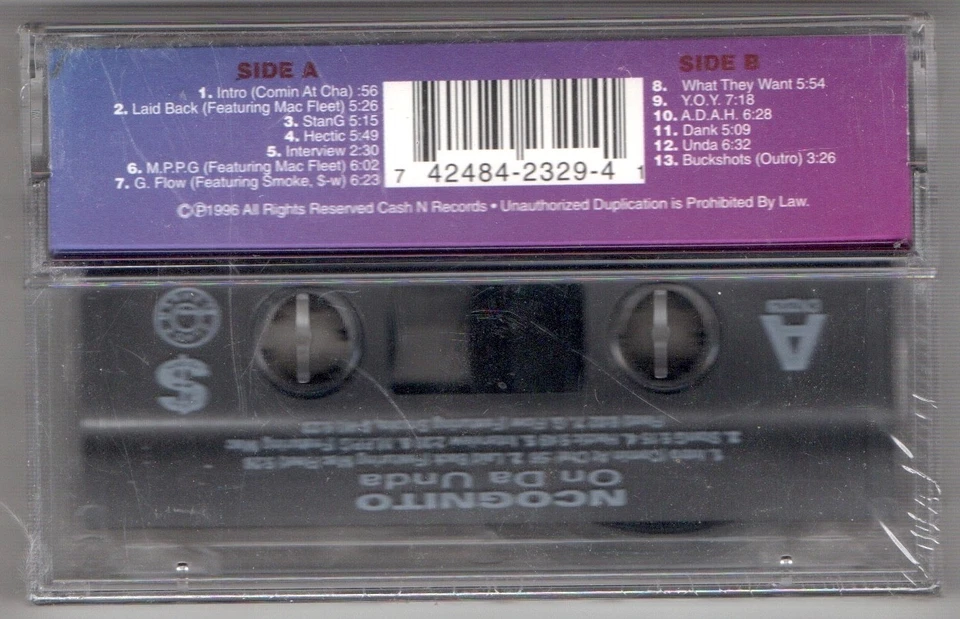 SIDE A
1. Intro (Comin At Cha) :56
2. Laid Back (Featuring Mac Fleet) 5:26
3. StanG 5:15
4. Hectic 5:49
5. Interview 2:30
6. M.P.P.G (Featuring Mac Fleet) 6:02
7. G. Flow (Featuring Smoke, $-w) 6:23
7 42484-2329-4 1
SIDE B
8. What They Want 5:54
9. Y.O.Y. 7:18
10. A.D.A.H. 6:28
11. Dank 5:09
12. Unda 6:32
13. Buckshots (Outro) 3:26
©℗1996 All Rights Reserved Cash N Records • Unauthorized Duplication is Prohibited By Law.
A
$
NCOGNITO
On Da Unda